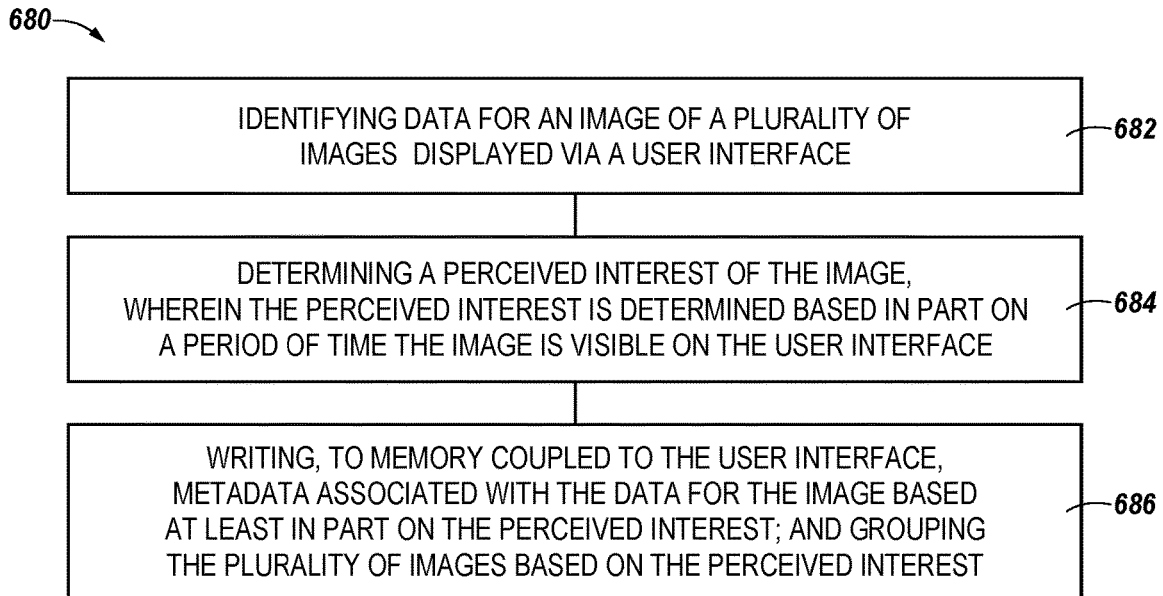 680
IDENTIFYING DATA FOR AN IMAGE OF A PLURALITY OF
IMAGES DISPLAYED VIA A USER INTERFACE
682
DETERMINING A PERCEIVED INTEREST OF THE IMAGE,
WHEREIN THE PERCEIVED INTEREST IS DETERMINED BASED IN PART ON
A PERIOD OF TIME THE IMAGE IS VISIBLE ON THE USER INTERFACE
684
WRITING, TO MEMORY COUPLED TO THE USER INTERFACE,
METADATA ASSOCIATED WITH THE DATA FOR THE IMAGE BASED
AT LEAST IN PART ON THE PERCEIVED INTEREST; AND GROUPING
THE PLURALITY OF IMAGES BASED ON THE PERCEIVED INTEREST
686